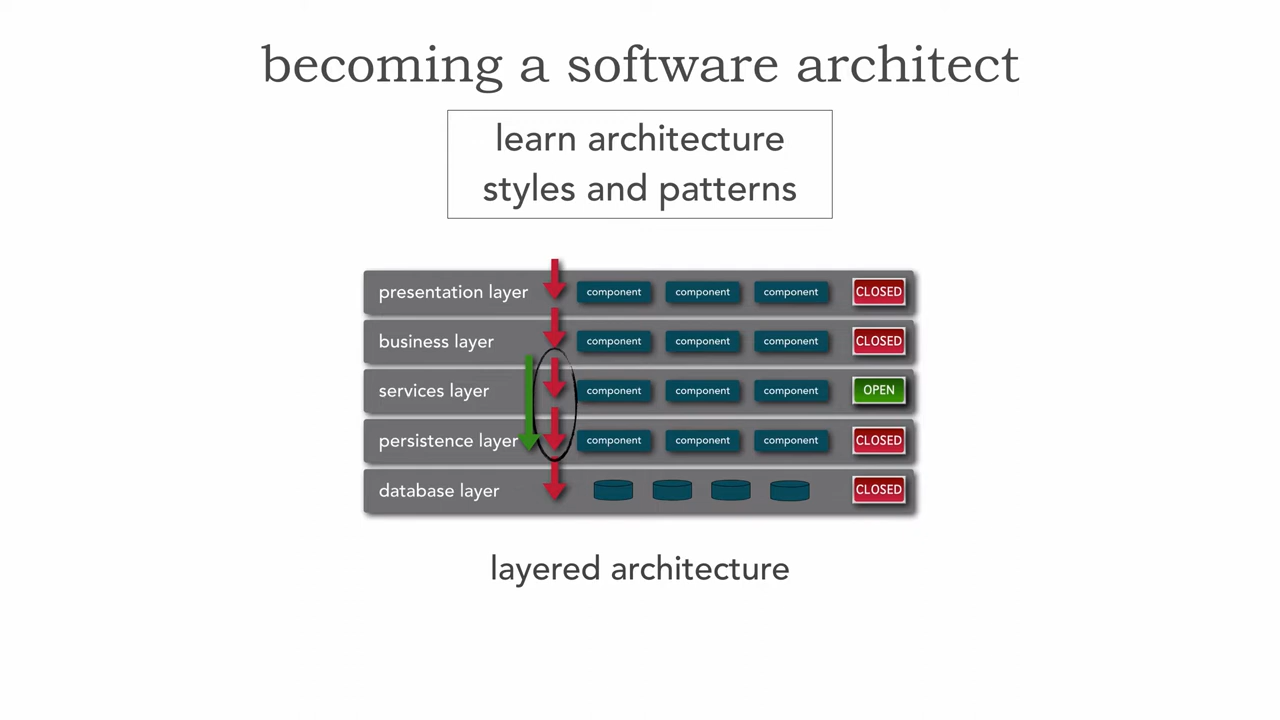 becoming a software architect
learn architecture
styles and patterns
presentation layer component component component CLOSED
business layer component component component CLOSED
services layer component component component OPEN
persistence layer component component component CLOSED
database layer CLOSED
layered architecture